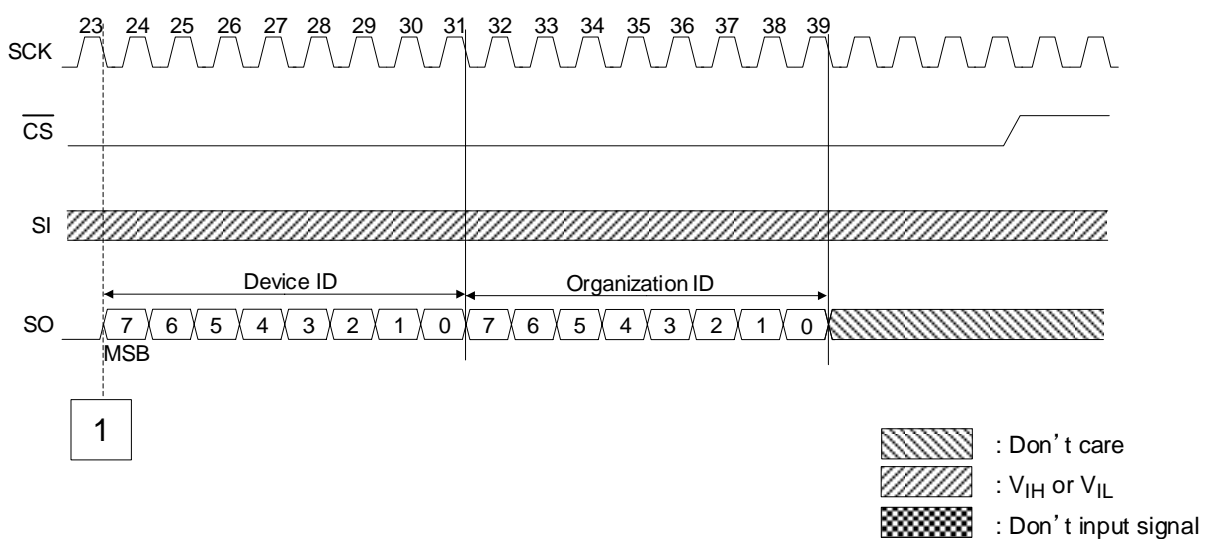 23 24 25 26 27 28 29 30 31 32 33 34 35 36 37 38 39
SCK
CS
SI
Device ID Organization ID
SO 7 6 5 4 3 2 1 0 7 6 5 4 3 2 1 0
MSB
1
: Don't care
: VIH or VIL
: Don't input signal